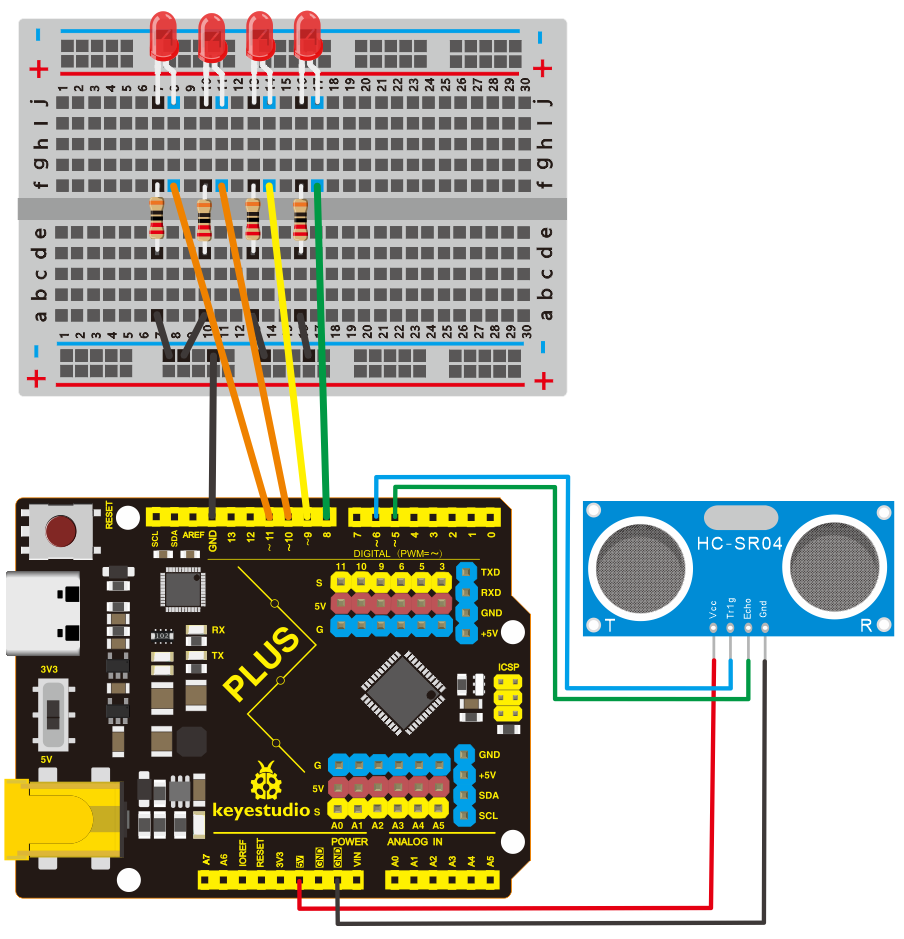 - -
+ +
1 2 3 4 5 6 7 8 9 10 11 12 13 14 15 16 17 18 19 20 21 22 23 24 25 26 27 28 29 30
j j
i i
h h
g g
f f
e e
d d
c c
b b
a a
1 2 3 4 5 6 7 8 9 10 11 12 13 14 15 16 17 18 19 20 21 22 23 24 25 26 27 28 29 30
- -
+ +
RESET
SCL SDA AREF GND 13 12 ~11 ~10 ~9 8 7 ~6 ~5 4 3 2 1 0
DIGITAL (PWM=~)
11 10 9 6 5 3
S
5V
G
TXD
RXD
GND
+5V
RX
TX
102
PLUS
ICSP
3V3
5V
G
5V
S
A0 A1 A2 A3 A4 A5
GND
+5V
SDA
SCL
keyestudio
POWER
ANALOG IN
A7 A6 IOREF RESET 3V3 5V GND GND VIN
A0 A1 A2 A3 A4 A5
HC-SR04
Vcc Tr1g Echo Gnd
T R